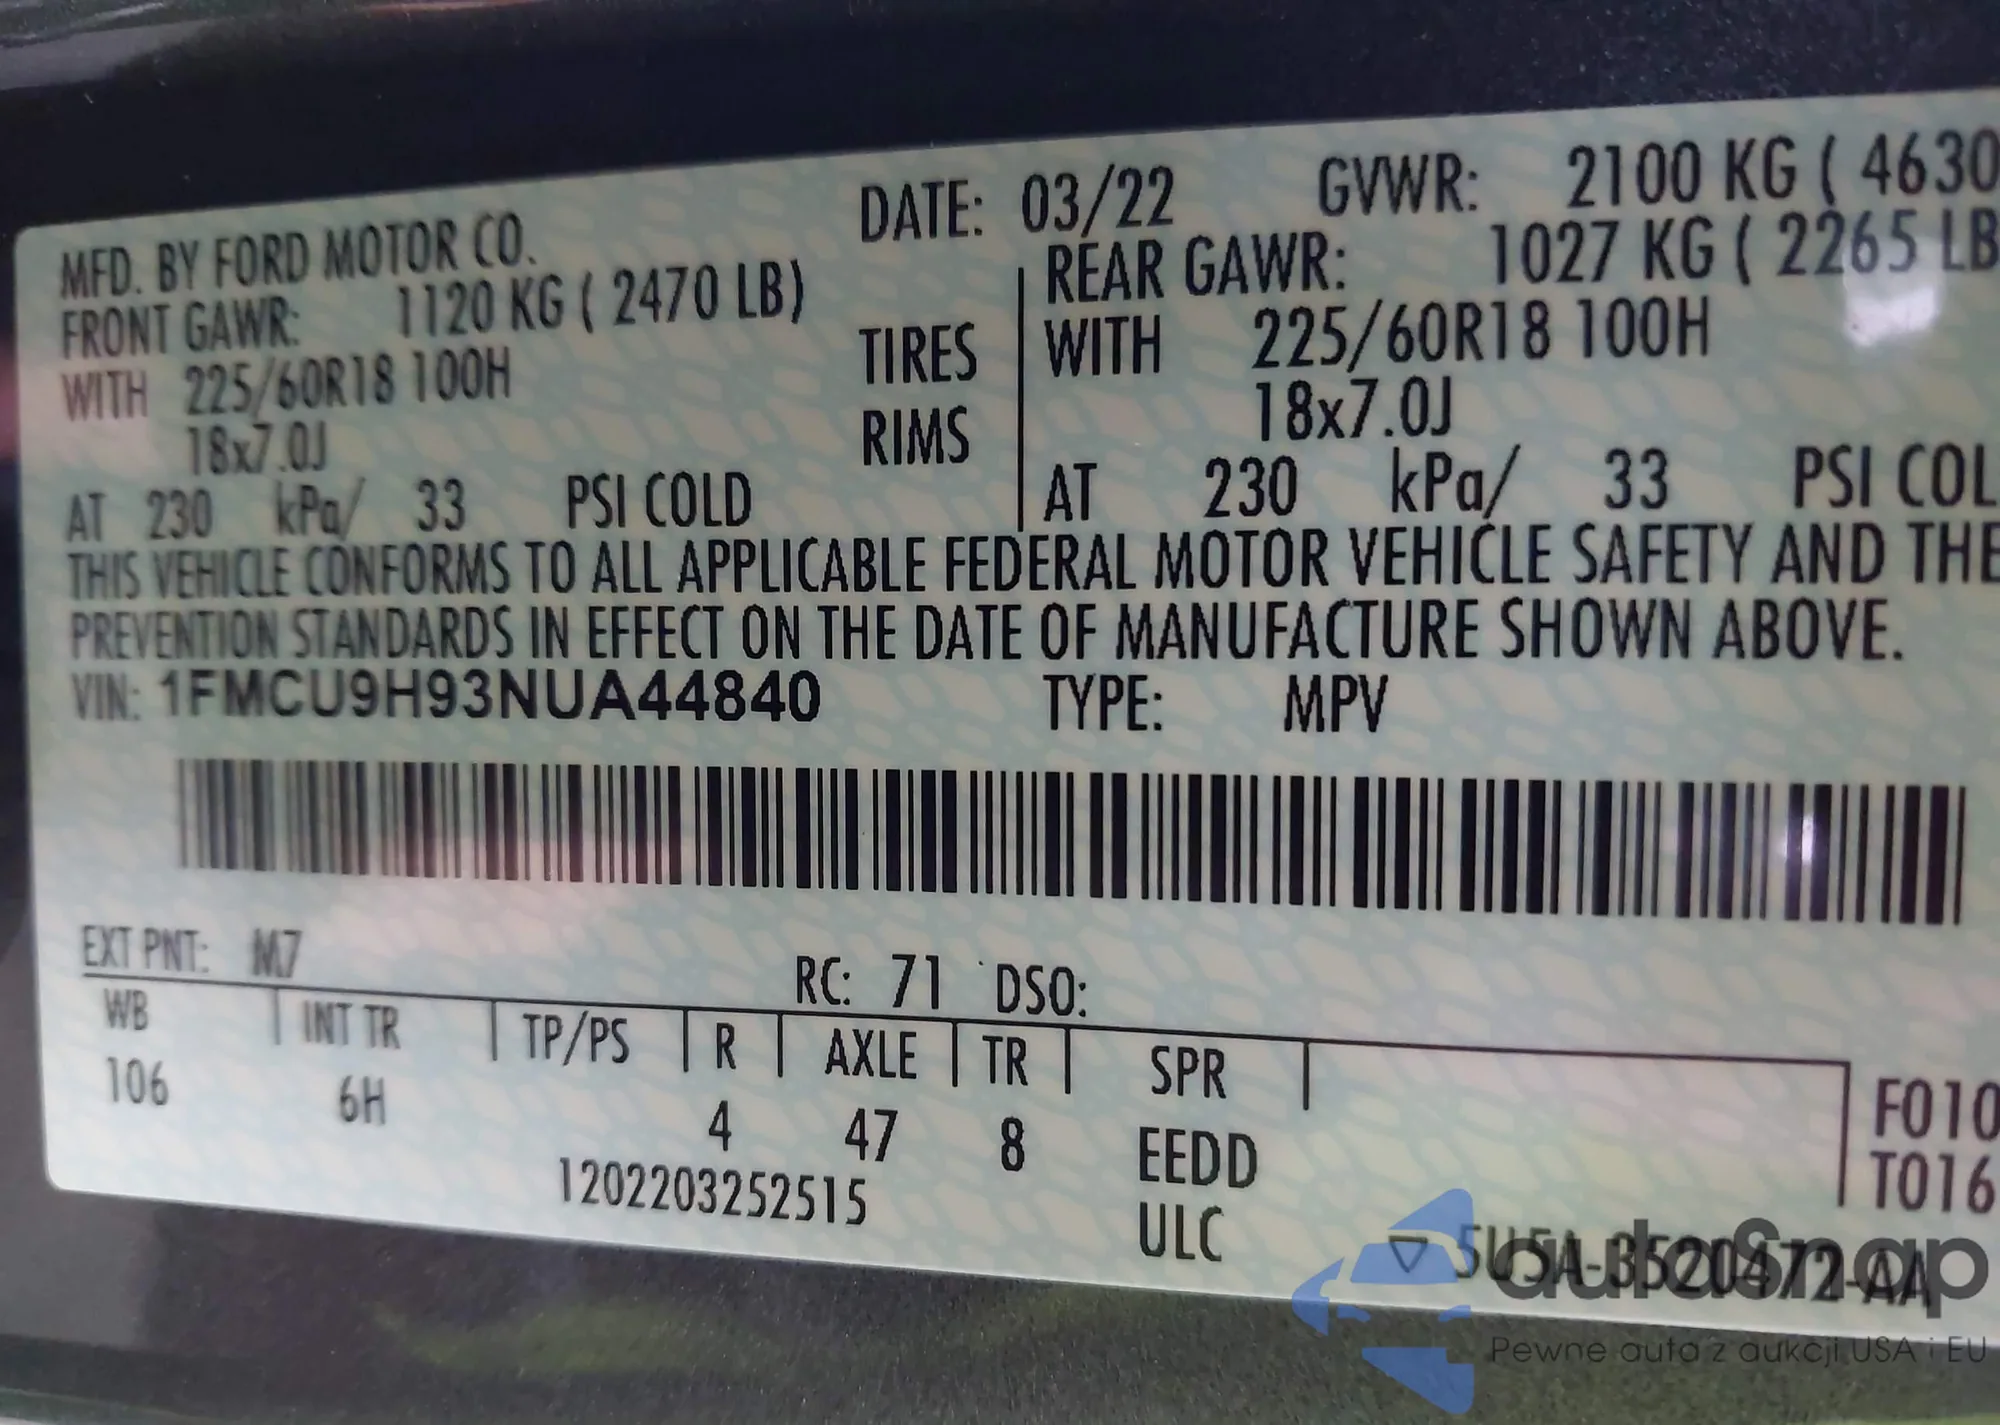 MFD. BY FORD MOTOR CO.
DATE: 03/22 GVWR: 2100 KG ( 4630
FRONT GAWR: 1120 KG ( 2470 LB)
REAR GAWR: 1027 KG ( 2265 LB
WITH 225/60R18 100H TIRES WITH 225/60R18 100H
18x7.0J RIMS 18x7.0J
AT 230 kPa/ 33 PSI COLD AT 230 kPa/ 33 PSI COL
THIS VEHICLE CONFORMS TO ALL APPLICABLE FEDERAL MOTOR VEHICLE SAFETY AND THE
PREVENTION STANDARDS IN EFFECT ON THE DATE OF MANUFACTURE SHOWN ABOVE.
VIN: 1FMCU9H93NUA44840 TYPE: MPV
EXT PNT: M7 RC: 71 DSO:
WB INT TR TP/PS R AXLE TR SPR
106 6H 4 47 8 EEDD
F010
T016
1202203252515 ULC
▽ 5U5A-3520472-AA
autoSnap
Pewne auta z aukcji USA i EU